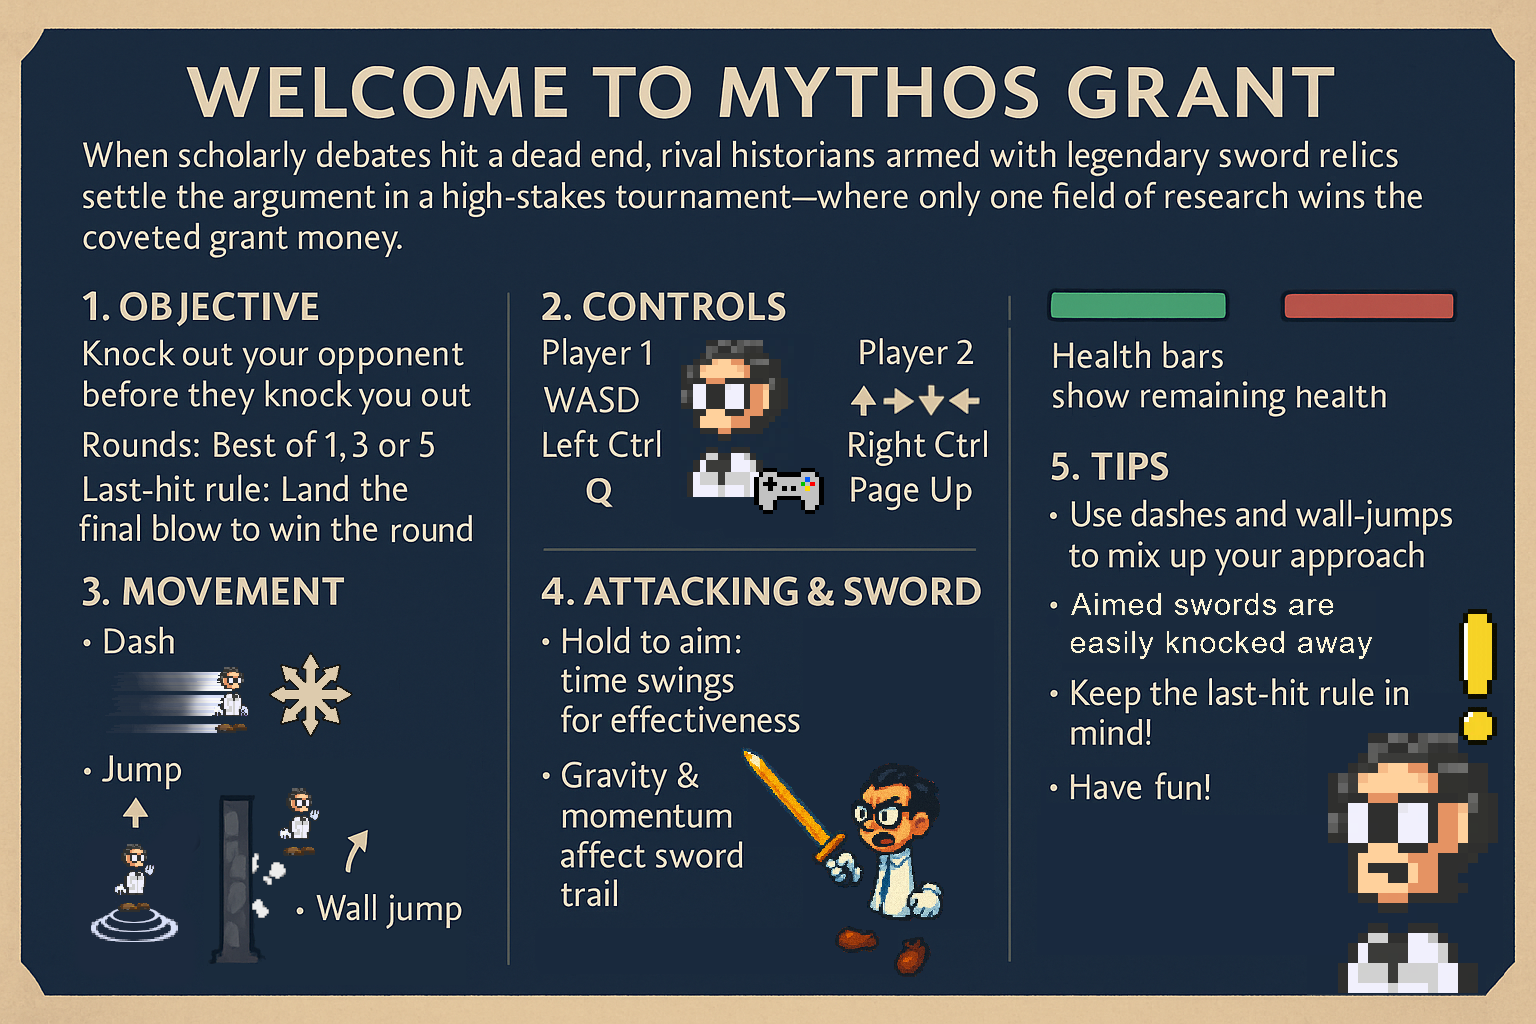 WELCOME TO MYTHOS GRANT
When scholarly debates hit a dead end, rival historians armed with legendary sword relics
settle the argument in a high-stakes tournament—where only one field of research wins the
coveted grant money.
1. OBJECTIVE
Knock out your opponent
before they knock you out
Rounds: Best of 1, 3 or 5
Last-hit rule: Land the
final blow to win the round
2. CONTROLS
Player 1
Player 2
WASD
Left Ctrl
Right Ctrl
Q
Page Up
3. MOVEMENT
• Dash
• Jump
• Wall jump
4. ATTACKING & SWORD
• Hold to aim:
time swings
for effectiveness
• Gravity &
momentum
affect sword
trail
Health bars
show remaining health
5. TIPS
• Use dashes and wall-jumps
to mix up your approach
• Aimed swords are
easily knocked away
• Keep the last-hit rule in
mind!
• Have fun!